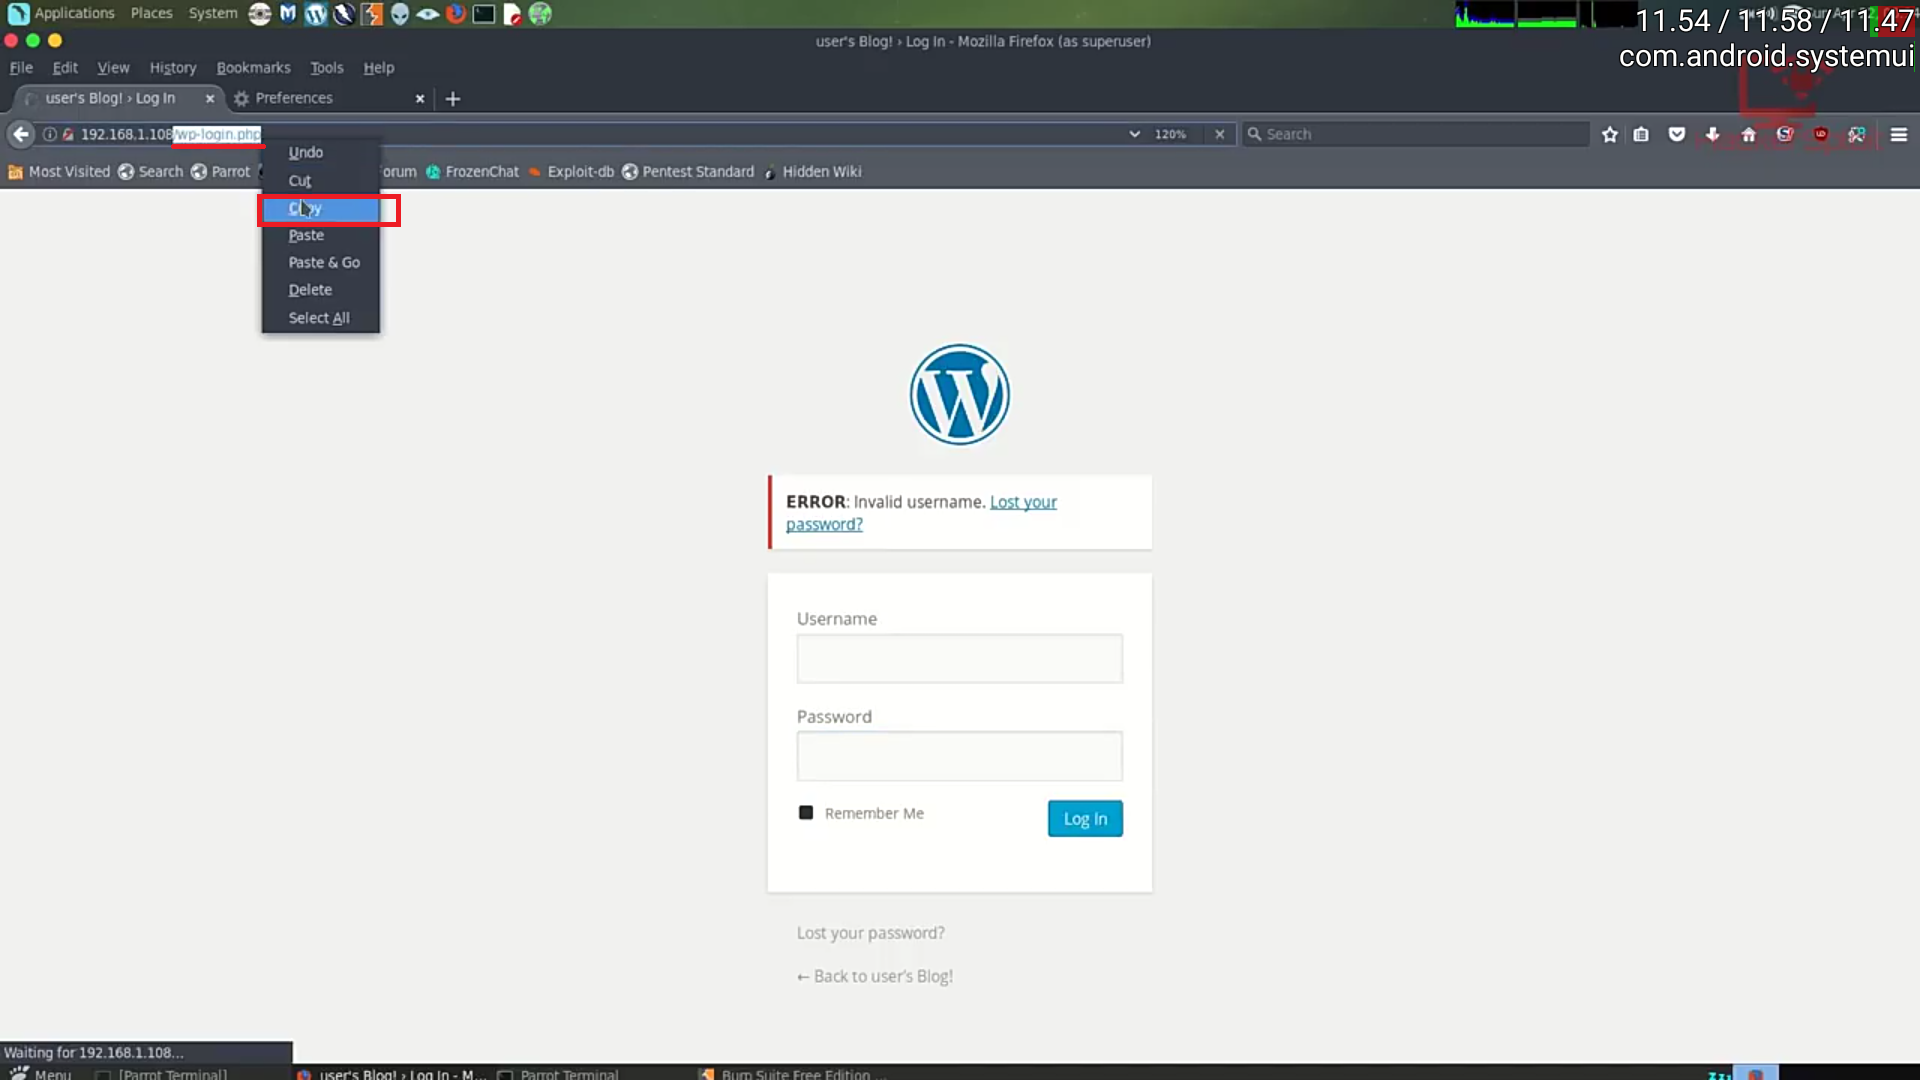 Applications Places System
11.54 / 11.58 / 11.47
com.android.systemui
user's Blog! › Log In - Mozilla Firefox (as superuser)
File Edit View History Bookmarks Tools Help
user's Blog! › Log In Preferences
192.168.1.108/wp-login.php 120% Search
Most Visited Search Parrot orum FrozenChat Exploit-db Pentest Standard Hidden Wiki
Undo
Cut
Copy
Paste
Paste & Go
Delete
Select All
ERROR: Invalid username. Lost your
password?
Username
Password
Remember Me Log In
Lost your password?
← Back to user's Blog!
Waiting for 192.168.1.108...
Menu [Parrot Terminal] user's Blog! › Log In - M... Parrot Terminal Burp Suite Free Edition ...